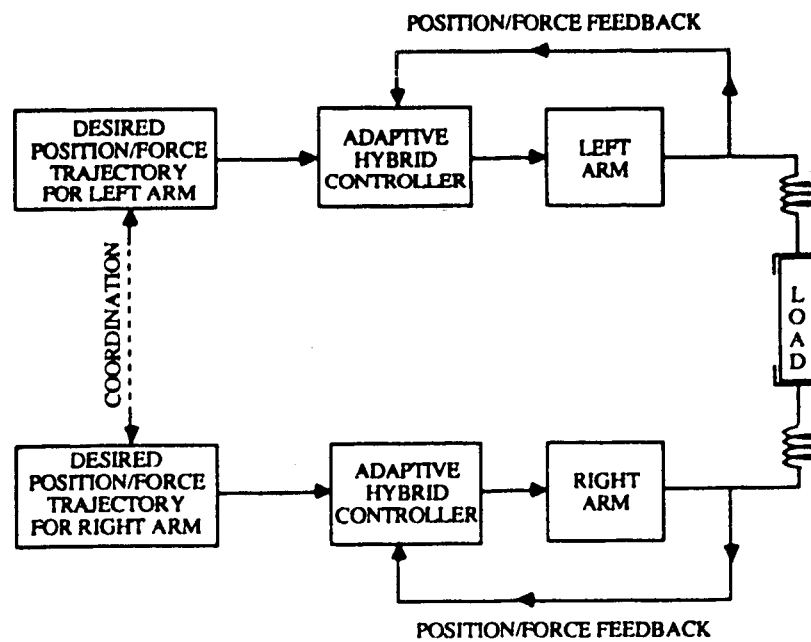 POSITION/FORCE FEEDBACK
DESIRED
POSITION/FORCE
TRAJECTORY
FOR LEFT ARM
ADAPTIVE
HYBRID
CONTROLLER
LEFT
ARM
COORDINATION
L
O
A
D
DESIRED
POSITION/FORCE
TRAJECTORY
FOR RIGHT ARM
ADAPTIVE
HYBRID
CONTROLLER
RIGHT
ARM
POSITION/FORCE FEEDBACK